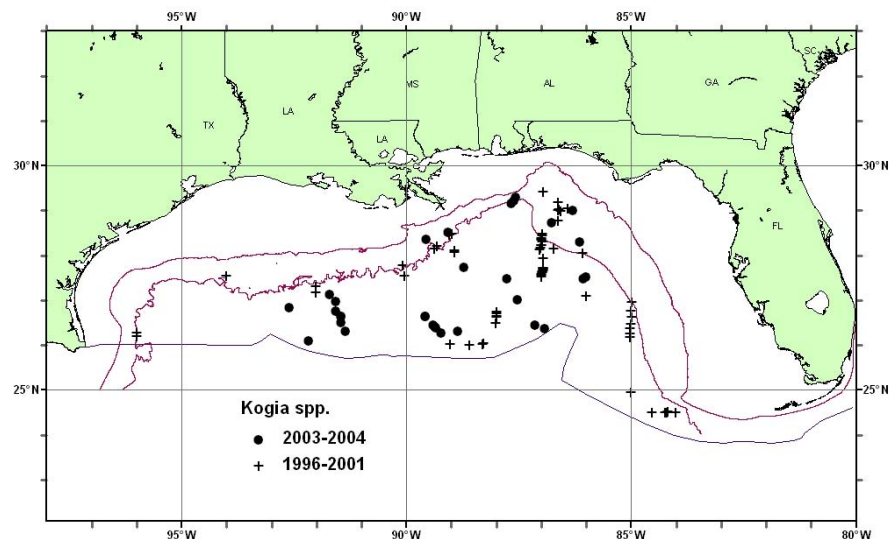 95°W 90°W 85°W
SC
MS AL GA
TX LA
LA
30°N 30°N
FL
25°N 25°N
Kogia spp.
2003-2004
1996-2001
95°W 90°W 85°W 80°W